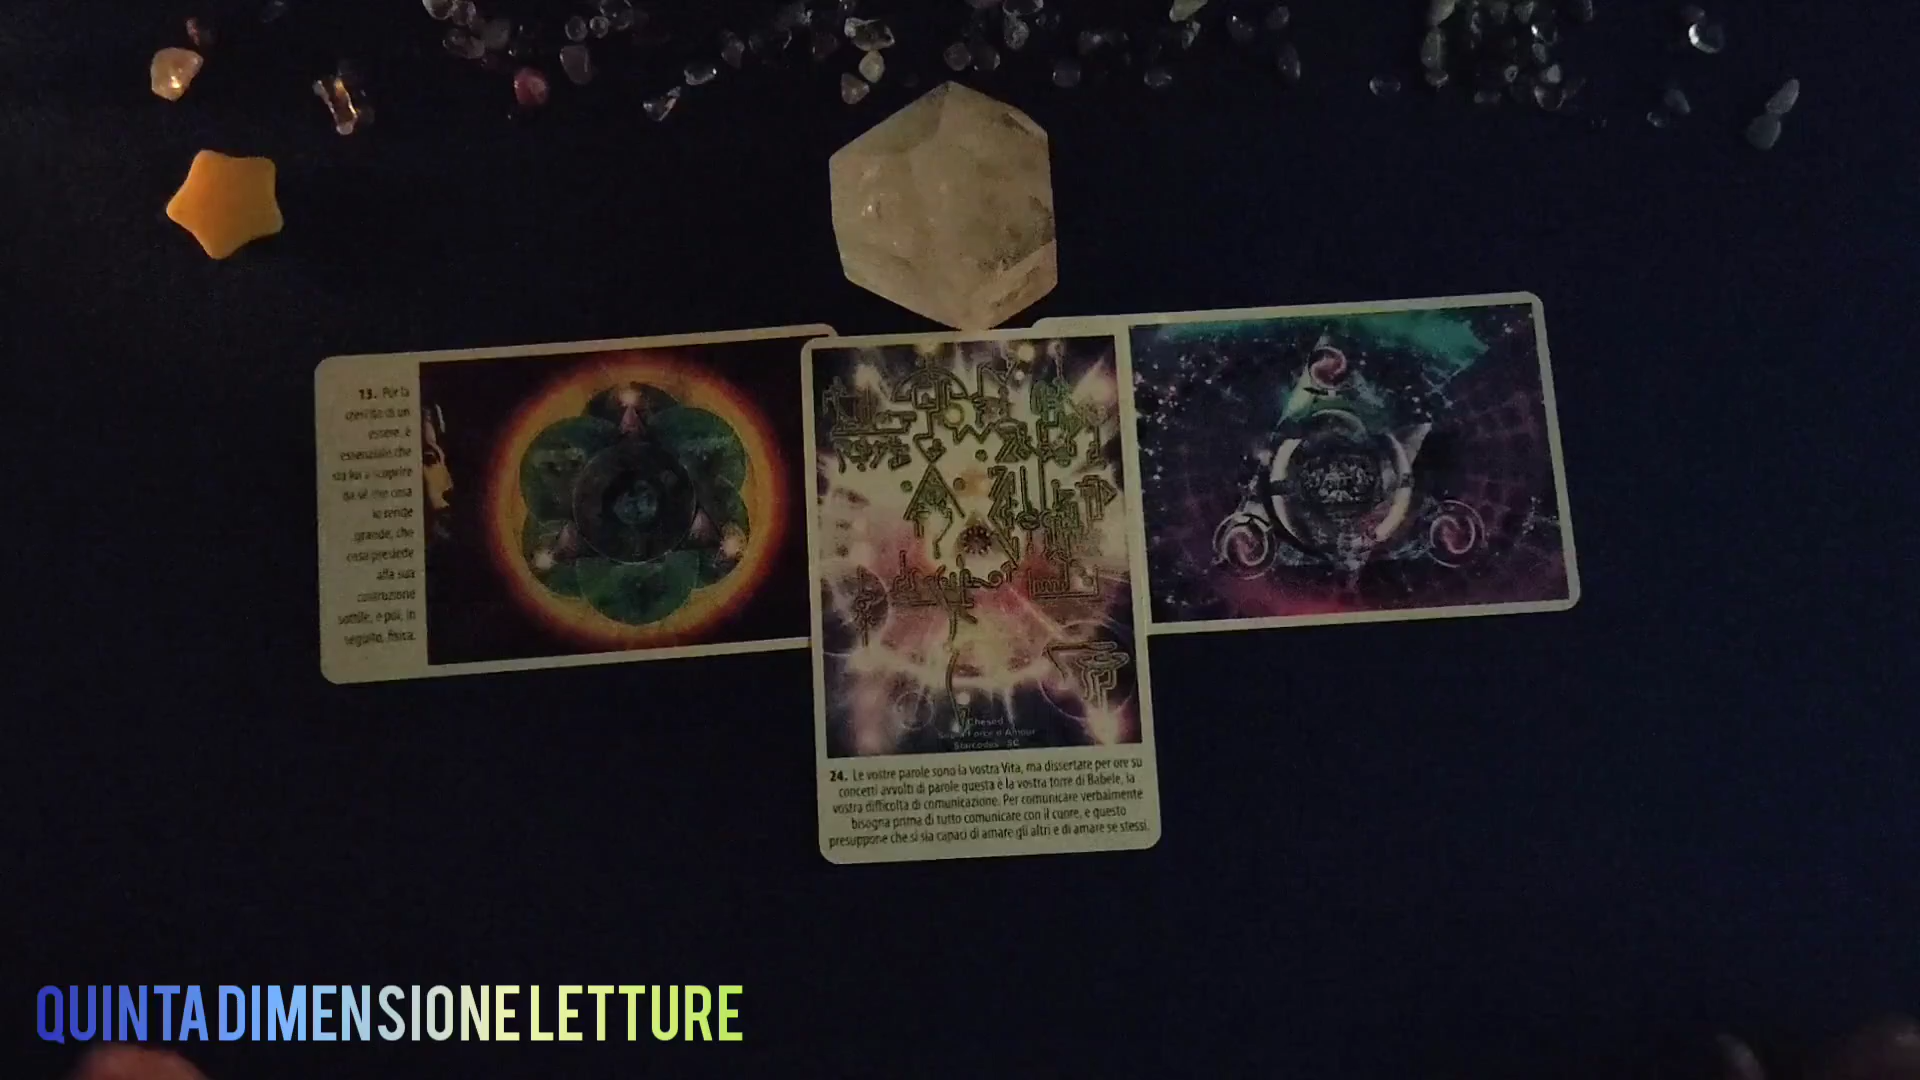 13. Per la
crescita di un
essere, è
essenziale che
sia lui a scoprire
da sé che cosa
lo rende
grande, che
cosa presiede
alla sua
costruzione
sottile, e poi, in
seguito, fisica.
Chesed
Force d'Amour
Starcodes
24. Le vostre parole sono la vostra Vita, ma dissertare per ore su
concetti avvolti di parole questa è la vostra torre di Babele, la
vostra difficoltà di comunicazione. Per comunicare verbalmente
bisogna prima di tutto comunicare con il cuore, e questo
presuppone che si sia capaci di amare gli altri e di amare se stessi.
QUINTA DIMENSIONE LETTURE